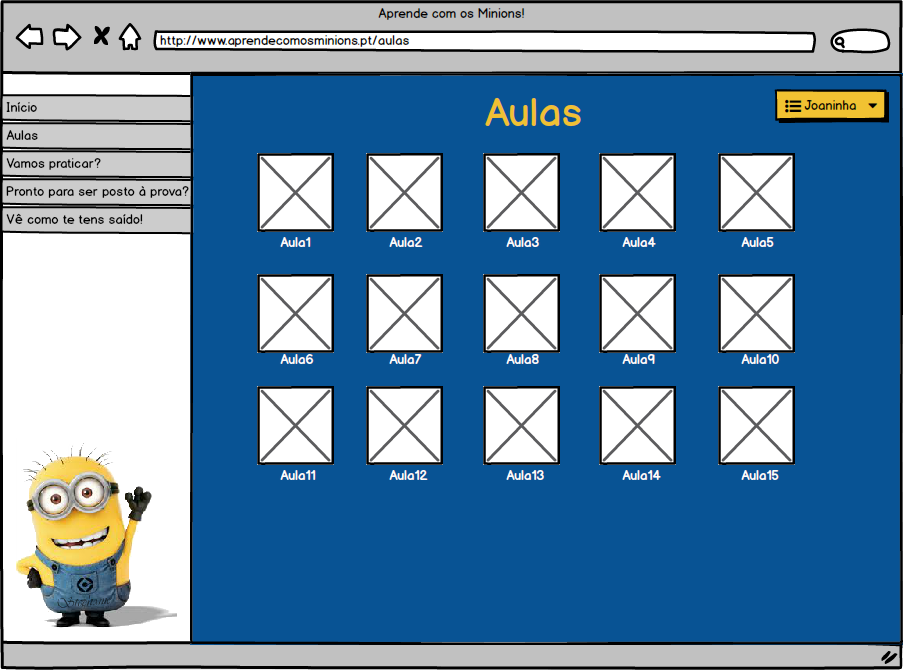 Aprende com os Minions!
http://www.aprendecomosminions.pt/aulas
Início
Aulas
Vamos praticar?
Pronto para ser posto à prova?
Vê como te tens saído!
Aulas
Joaninha
Aula1 Aula2 Aula3 Aula4 Aula5
Aula6 Aula7 Aula8 Aula9 Aula10
Aula11 Aula12 Aula13 Aula14 Aula15